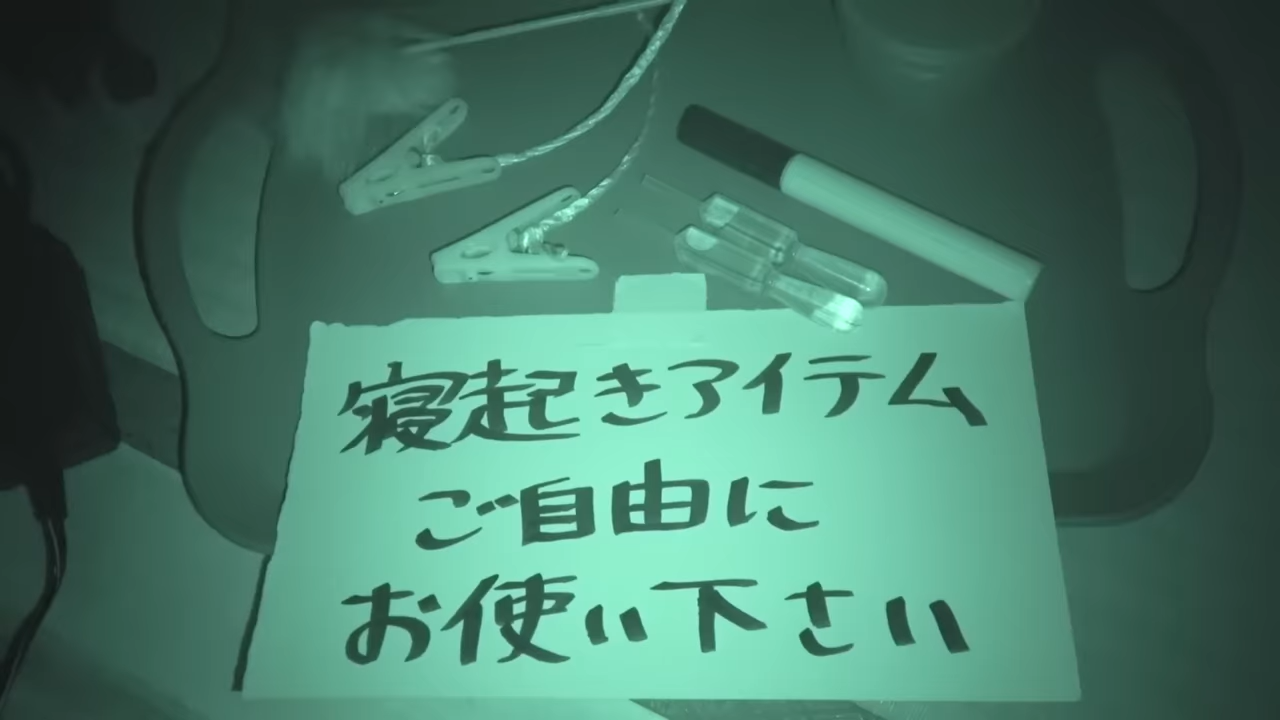 寝起きアイテム
ご自由に
お使い下さい